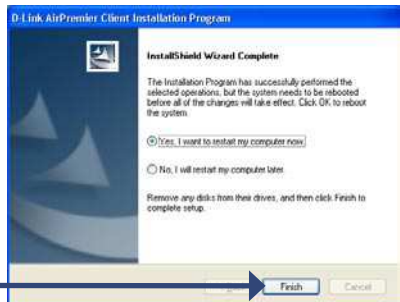 D-Link AirPremier Client Installation Program
InstallShield Wizard Complete
The Installation Program has successfully performed the
selected operations, but the system needs to be rebooted
before all of the changes will take effect. Click OK to reboot
the system.
Yes, I want to restart my computer now.
No, I will restart my computer later.
Remove any disks from their drives, and then click Finish to
complete setup.
Finish
Cancel